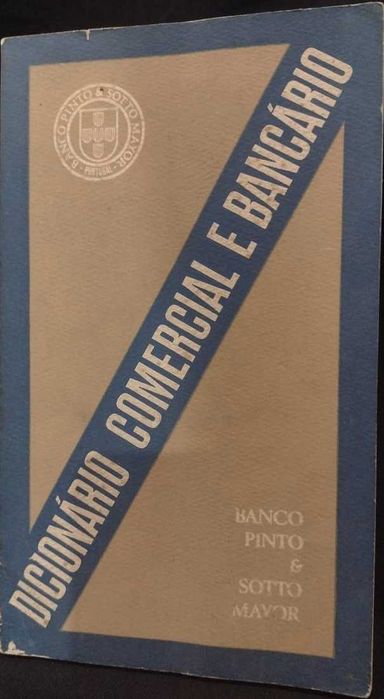 BANCO PINTO & SOTTO MAYOR
- PORTUGAL -
DICIONÁRIO COMERCIAL E BANCÁRIO
BANCO
PINTO
&
SOTTO
MAYOR